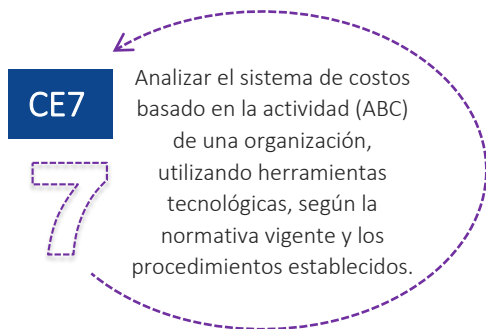 CE7
7
Analizar el sistema de costos
basado en la actividad (ABC)
de una organización,
utilizando herramientas
tecnológicas, según la
normativa vigente y los
procedimientos establecidos.